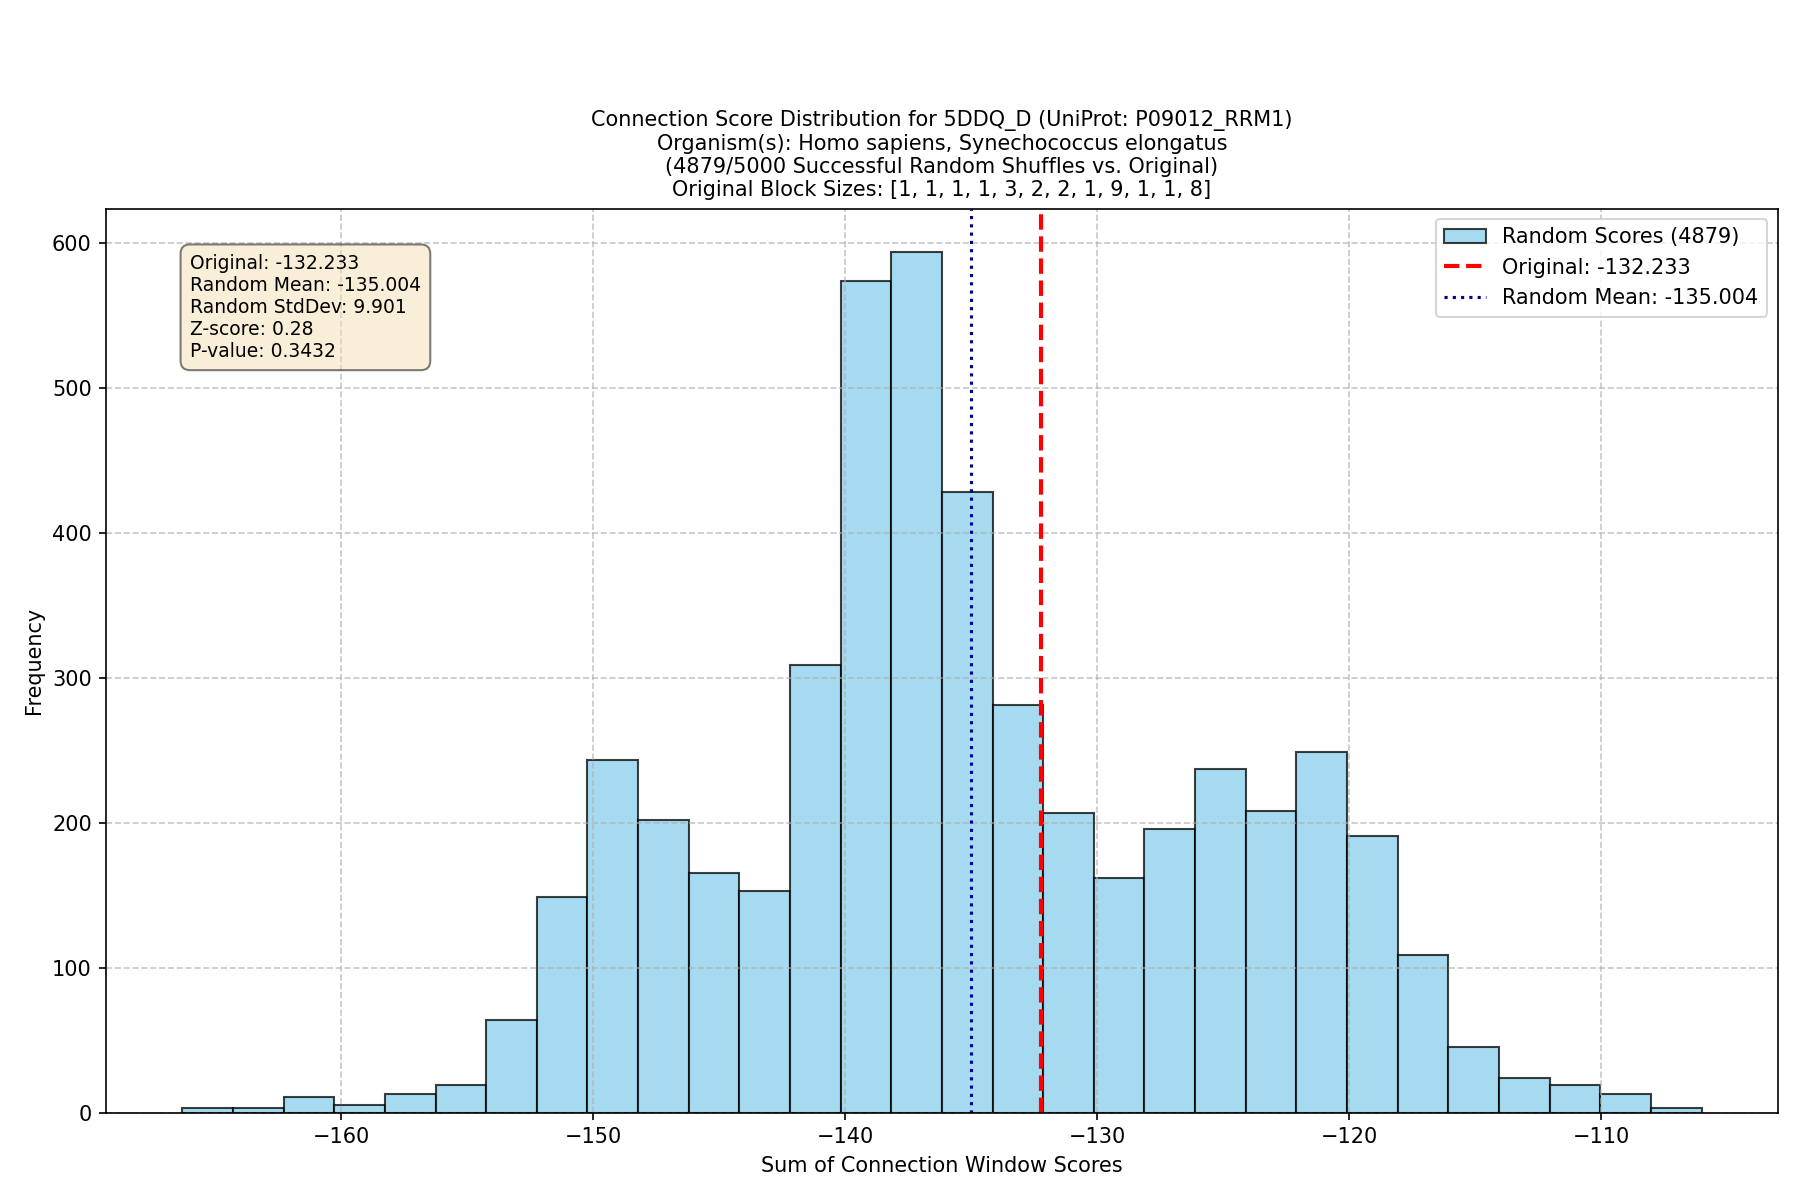 Connection Score Distribution for 5DDQ_D (UniProt: P09012_RRM1)
Organism(s): Homo sapiens, Synechococcus elongatus
(4879/5000 Successful Random Shuffles vs. Original)
Original Block Sizes: [1, 1, 1, 1, 3, 2, 2, 1, 9, 1, 1, 8]
Original: -132.233
Random Mean: -135.004
Random StdDev: 9.901
Z-score: 0.28
P-value: 0.3432
Random Scores (4879)
Original: -132.233
Random Mean: -135.004
Frequency
600
500
400
300
200
100
0
−160
−150
−140
−130
−120
−110
Sum of Connection Window Scores